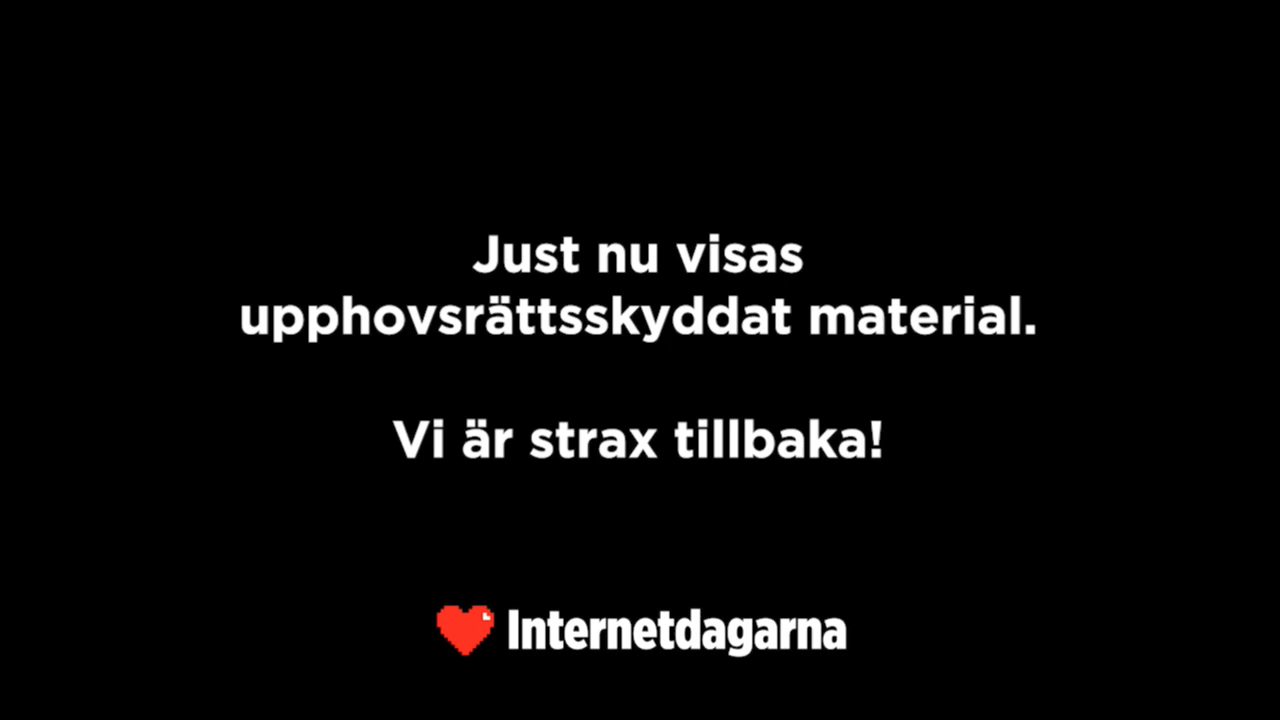 Just nu visas
upphovsrättsskyddat material.
Vi är strax tillbaka!
Internetdagarna